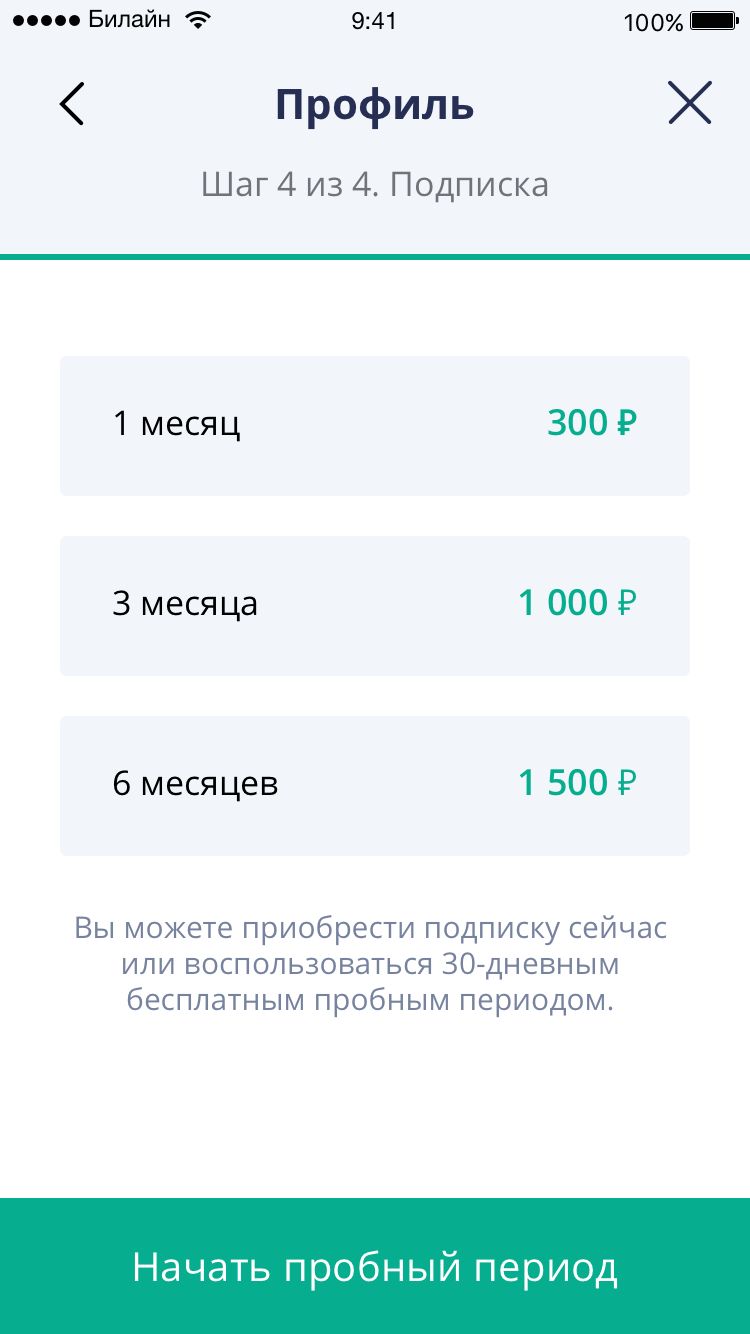 Билайн 9:41 100%
Профиль
Шаг 4 из 4. Подписка
1 месяц 300 ₽
3 месяца 1 000 ₽
6 месяцев 1 500 ₽
Вы можете приобрести подписку сейчас
или воспользоваться 30-дневным
бесплатным пробным периодом.
Начать пробный период